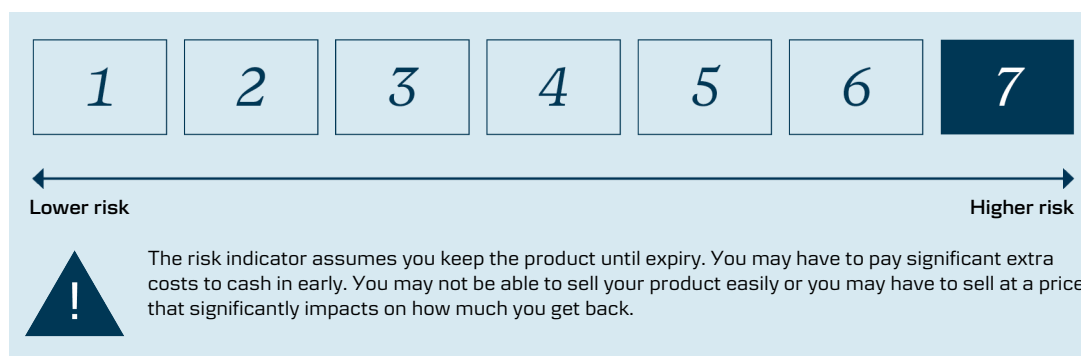 1 2 3 4 5 6 7
Lower risk Higher risk
!
The risk indicator assumes you keep the product until expiry. You may have to pay significant extra
costs to cash in early. You may not be able to sell your product easily or you may have to sell at a price
that significantly impacts on how much you get back.